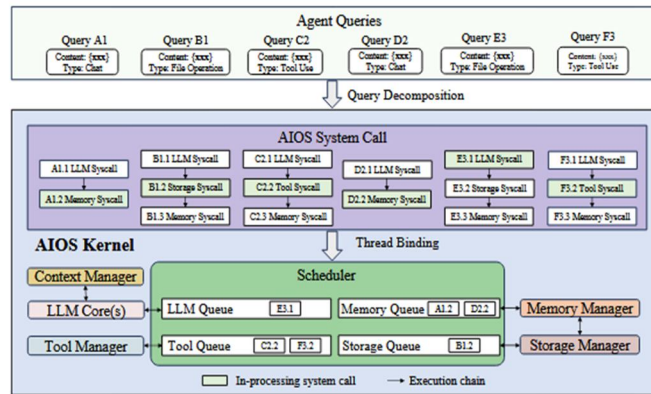 Agent Queries
Query A1 Query B1 Query C2 Query D2 Query E3 Query F3
Content: {xxx} Content: {xxx} Content: {xxx} Content: {xxx} Content: {xxx} Content: {xxx}
Type: Chat Type: File Operation Type: Tool Use Type: Chat Type: File Operation Type: Tool Use
Query Decomposition
AIOS System Call
A1.1 LLM Syscall B1.1 LLM Syscall C2.1 LLM Syscall D2.1 LLM Syscall E3.1 LLM Syscall F3.1 LLM Syscall
A1.2 Memory Syscall B1.2 Storage Syscall C2.2 Tool Syscall D2.2 Memory Syscall E3.2 Storage Syscall F3.2 Tool Syscall
B1.3 Memory Syscall C2.3 Memory Syscall E3.3 Memory Syscall F3.3 Memory Syscall
AIOS Kernel
Thread Binding
Scheduler
Context Manager
LLM Core(s) LLM Queue E3.1 Memory Queue A1.2 D2.2 Memory Manager
Tool Manager Tool Queue C2.2 F3.2 Storage Queue B1.2 Storage Manager
In-processing system call Execution chain